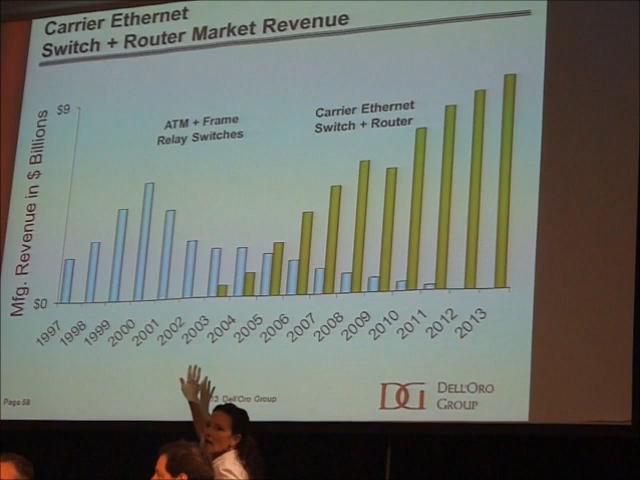 Carrier Ethernet
Switch + Router Market Revenue
Mfg. Revenue in $ Billions
$9
$0
ATM + Frame
Relay Switches
Carrier Ethernet
Switch + Router
1997
1998
1999
2000
2001
2002
2003
2004
2005
2006
2007
2008
2009
2010
2011
2012
2013
Page 58
Dell'Oro Group
DG
DELL'ORO
GROUP